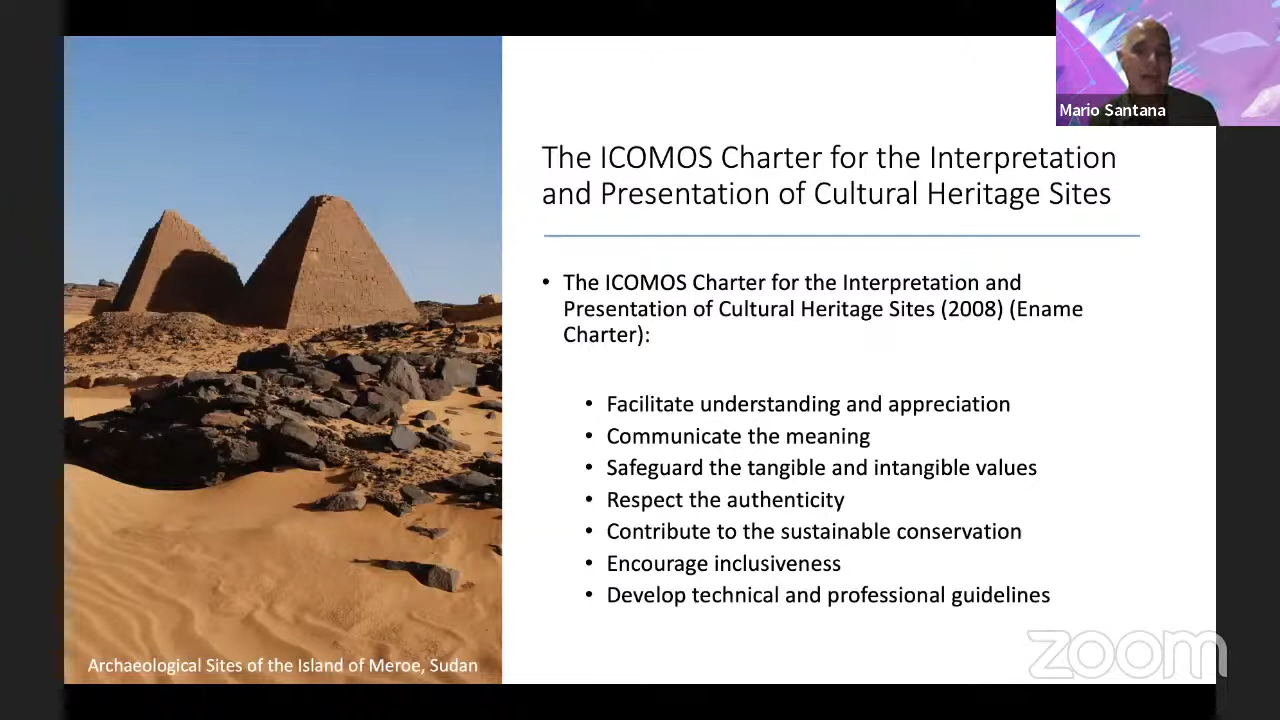 Mario Santana
The ICOMOS Charter for the Interpretation
and Presentation of Cultural Heritage Sites
• The ICOMOS Charter for the Interpretation and
Presentation of Cultural Heritage Sites (2008) (Ename
Charter):
• Facilitate understanding and appreciation
• Communicate the meaning
• Safeguard the tangible and intangible values
• Respect the authenticity
• Contribute to the sustainable conservation
• Encourage inclusiveness
• Develop technical and professional guidelines
Archaeological Sites of the Island of Meroe, Sudan
zoom